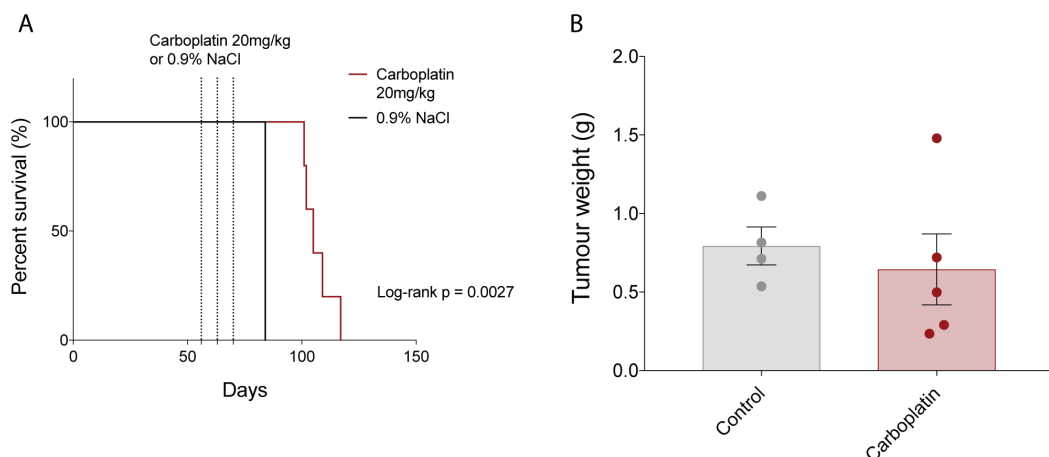 A
Carboplatin 20mg/kg
or 0.9% NaCl
Carboplatin
20mg/kg
0.9% NaCl
Percent survival (%)
100
50
0
Log-rank p = 0.0027
0
50
100
150
Days
B
Tumour weight (g)
2.0
1.5
1.0
0.5
0.0
Control
Carboplatin